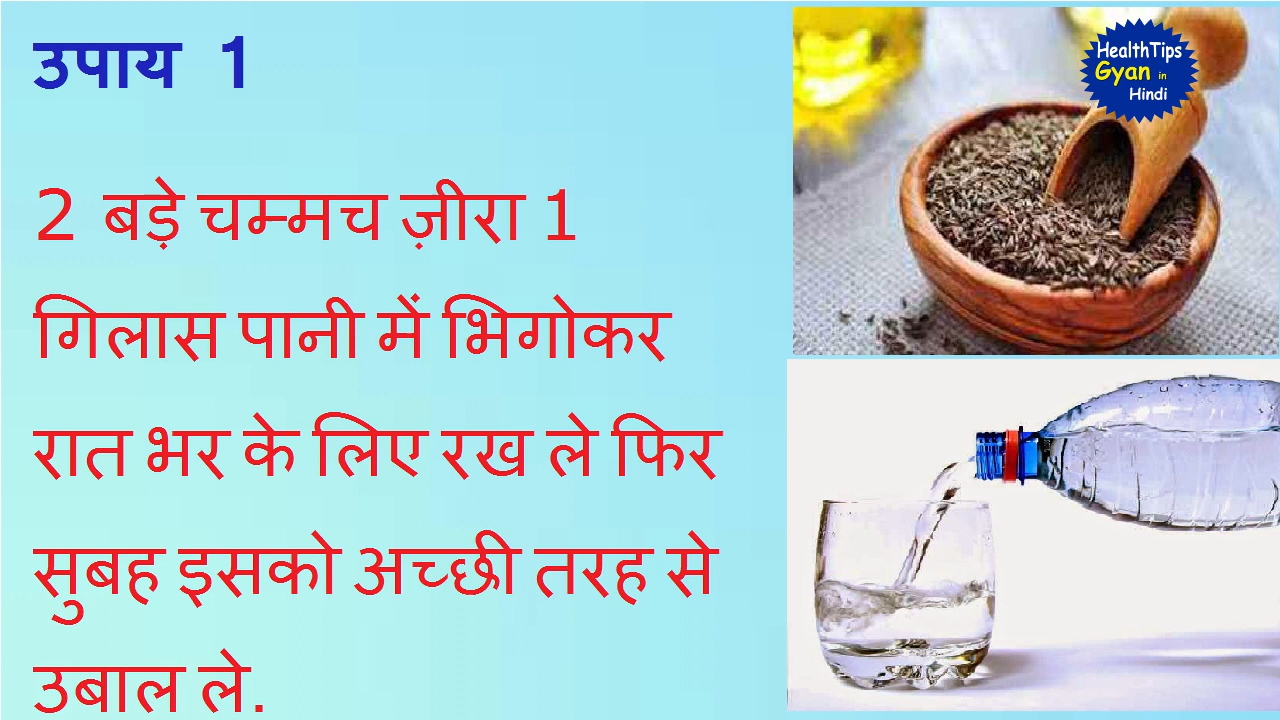 उपाय 1
2 बड़े चम्मच ज़ीरा 1
गिलास पानी में भिगोकर
रात भर के लिए रख ले फिर
सुबह इसको अच्छी तरह से
उबाल ले.
HealthTips
Gyan in
Hindi